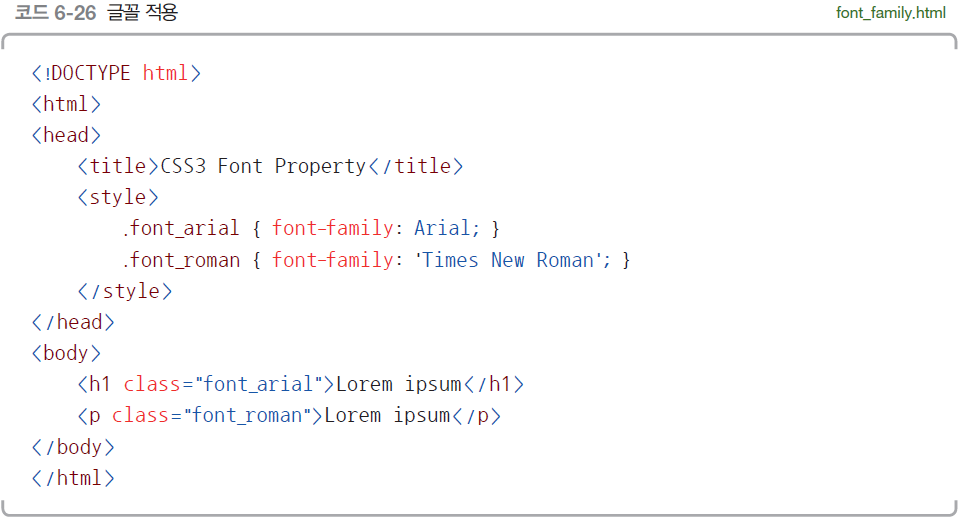 코드 6-26 글꼴 적용 font_family.html
<!DOCTYPE html>
<html>
<head>
    <title>CSS3 Font Property</title>
    <style>
        .font_arial { font-family: Arial; }
        .font_roman { font-family: 'Times New Roman'; }
    </style>
</head>
<body>
    <h1 class="font_arial">Lorem ipsum</h1>
    <p class="font_roman">Lorem ipsum</p>
</body>
</html>